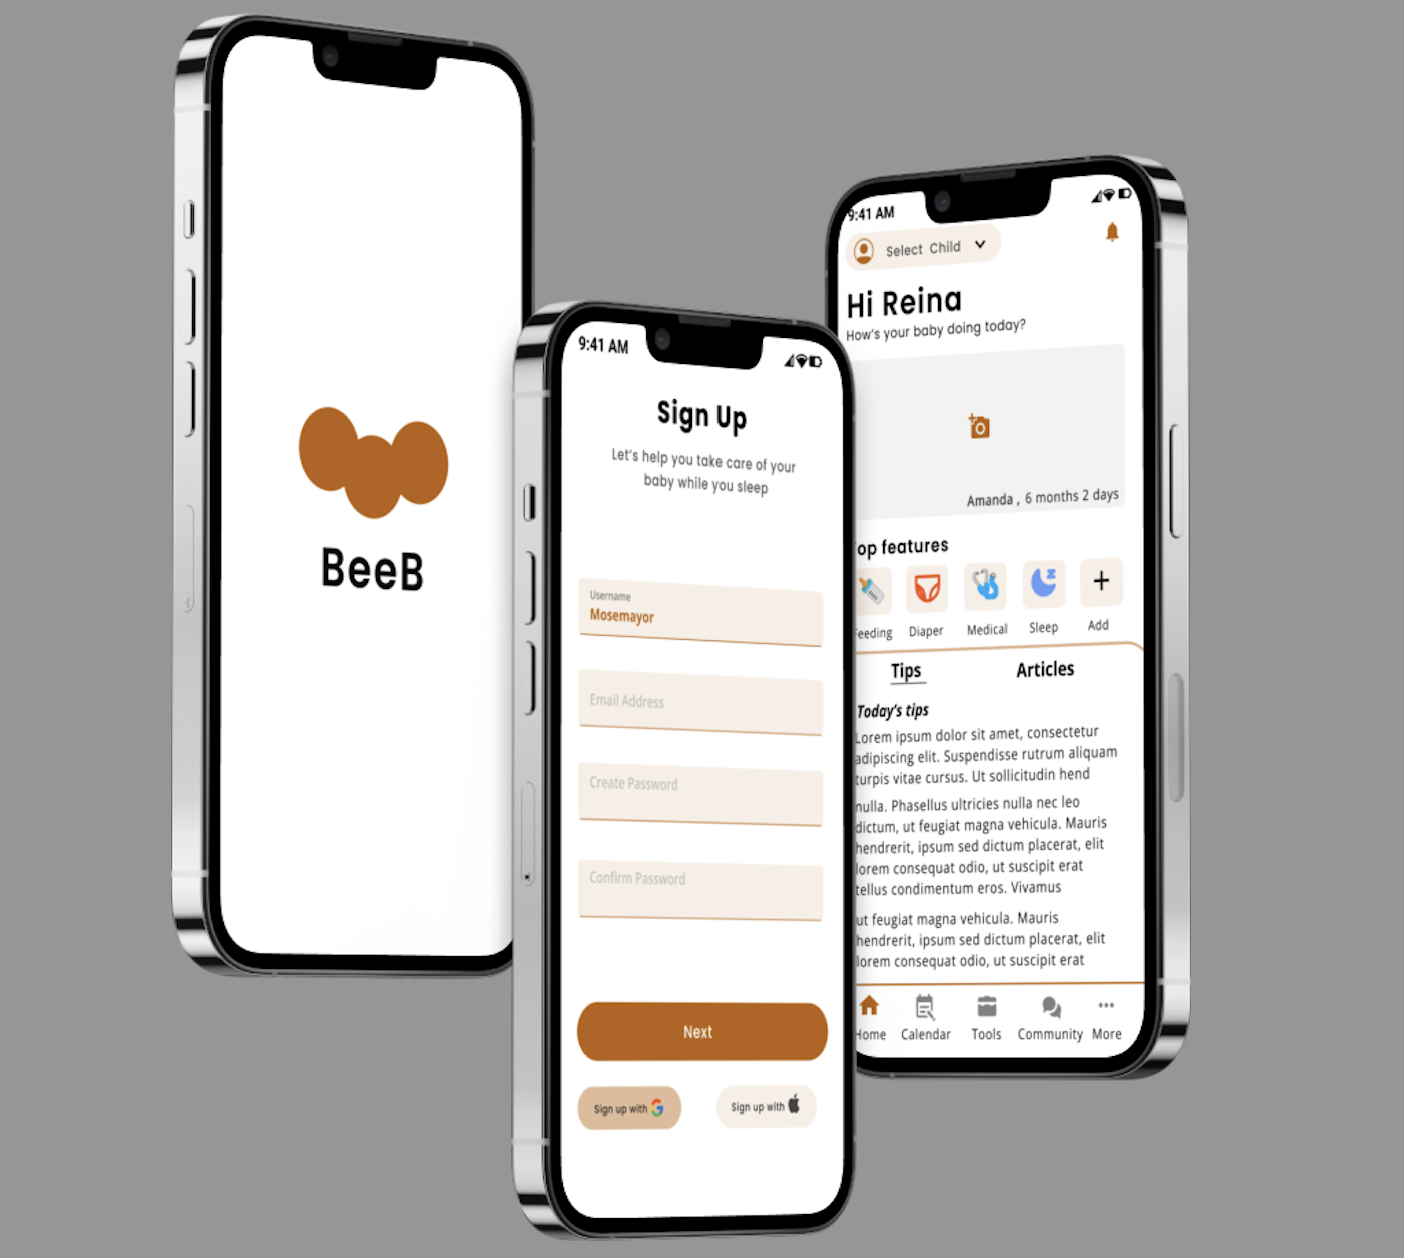 BeeB
9:41 AM
Sign Up
Let's help you take care of your
baby while you sleep
Username
Mosemayor
Email Address
Create Password
Confirm Password
Next
Sign up with
Sign up with
9:41 AM
Select Child
Hi Reina
How's your baby doing today?
Amanda , 6 months 2 days
op features
eeding Diaper Medical Sleep Add
Tips Articles
Today's tips
Lorem ipsum dolor sit amet, consectetur
adipiscing elit. Suspendisse rutrum aliquam
turpis vitae cursus. Ut sollicitudin hend
nulla. Phasellus ultricies nulla nec leo
dictum, ut feugiat magna vehicula. Mauris
hendrerit, ipsum sed dictum placerat, elit
lorem consequat odio, ut suscipit erat
tellus condimentum eros. Vivamus
ut feugiat magna vehicula. Mauris
hendrerit, ipsum sed dictum placerat, elit
lorem consequat odio, ut suscipit erat
Home Calendar Tools Community More